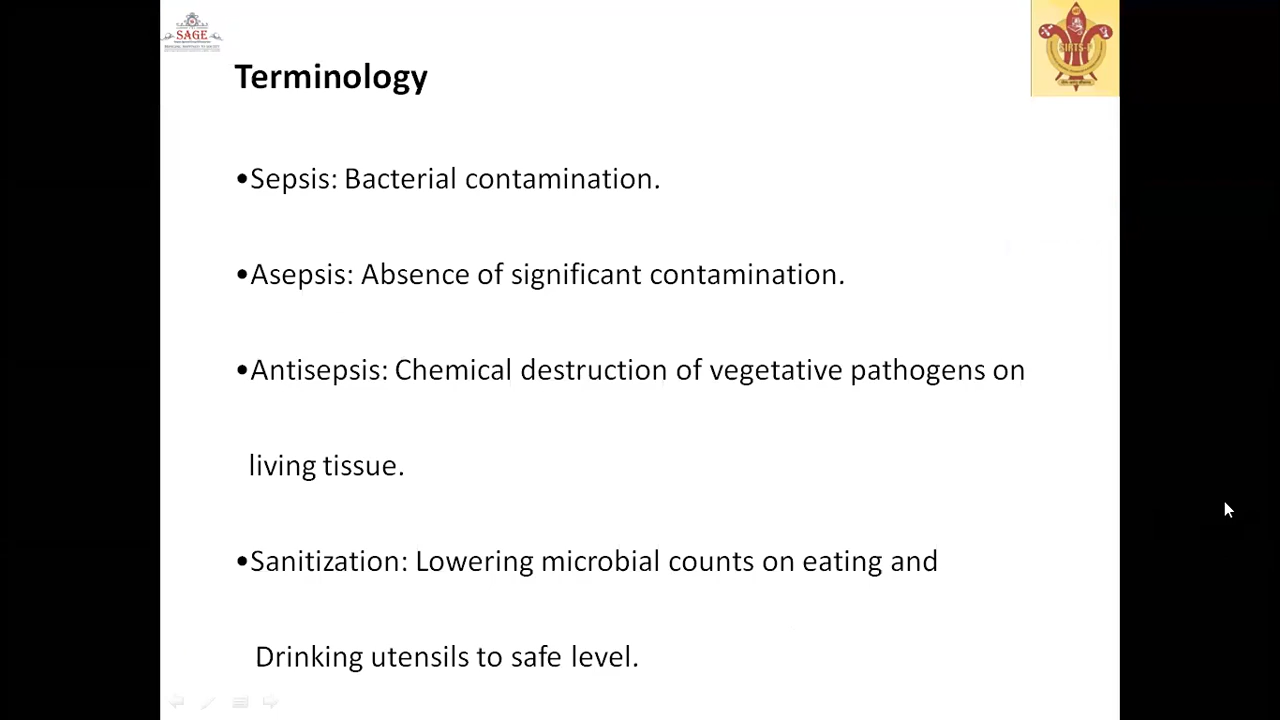 SAGE
SIRTS-P
Terminology
•Sepsis: Bacterial contamination.
•Asepsis: Absence of significant contamination.
•Antisepsis: Chemical destruction of vegetative pathogens on
living tissue.
•Sanitization: Lowering microbial counts on eating and
Drinking utensils to safe level.